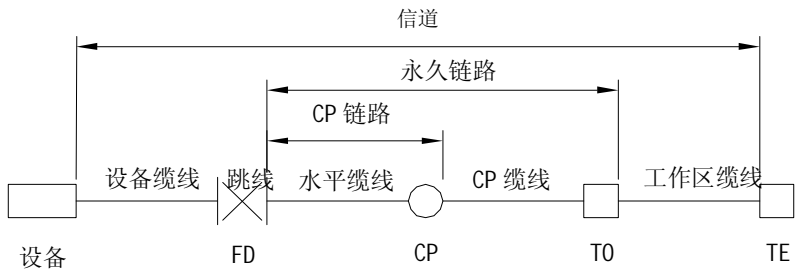 信道
永久链路
CP 链路
设备缆线 跳线 水平缆线 CP 缆线 工作区缆线
设备 FD CP TO TE